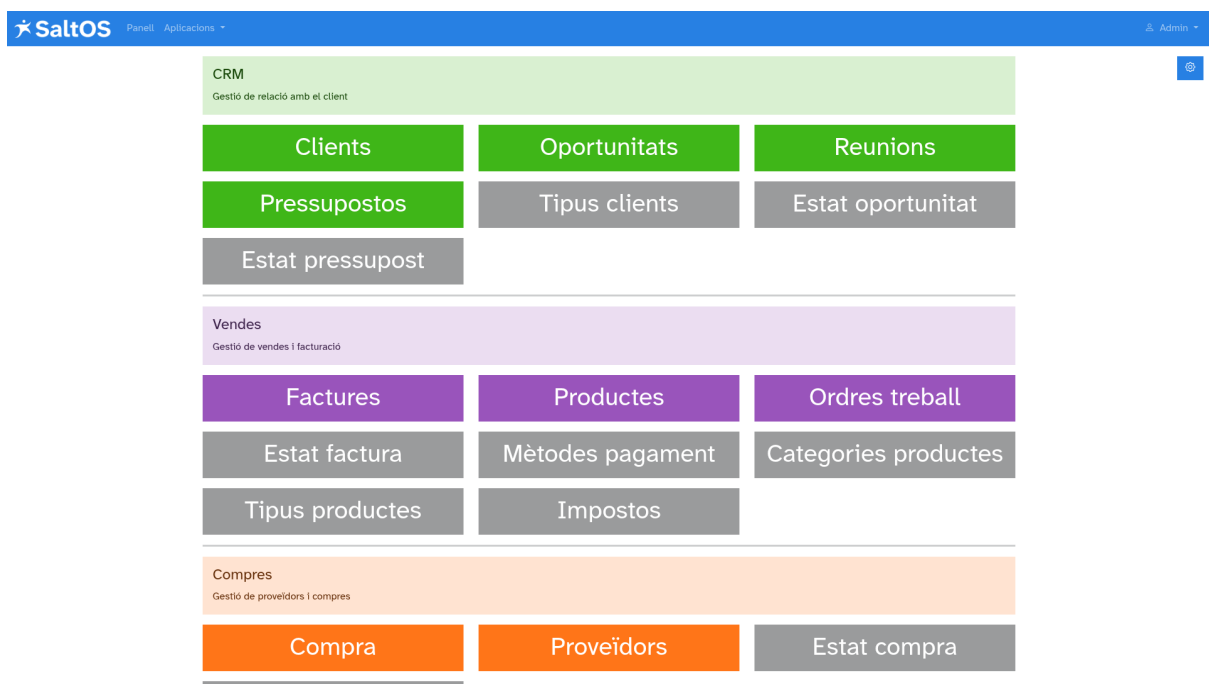 SaltOS Panell Aplicacions Admin
CRM
Gestió de relació amb el client
Clients Oportunitats Reunions
Pressupostos Tipus clients Estat oportunitat
Estat pressupost
Vendes
Gestió de vendes i facturació
Factures Productes Ordres treball
Estat factura Mètodes pagament Categories productes
Tipus productes Impostos
Compres
Gestió de proveïdors i compres
Compra Proveïdors Estat compra